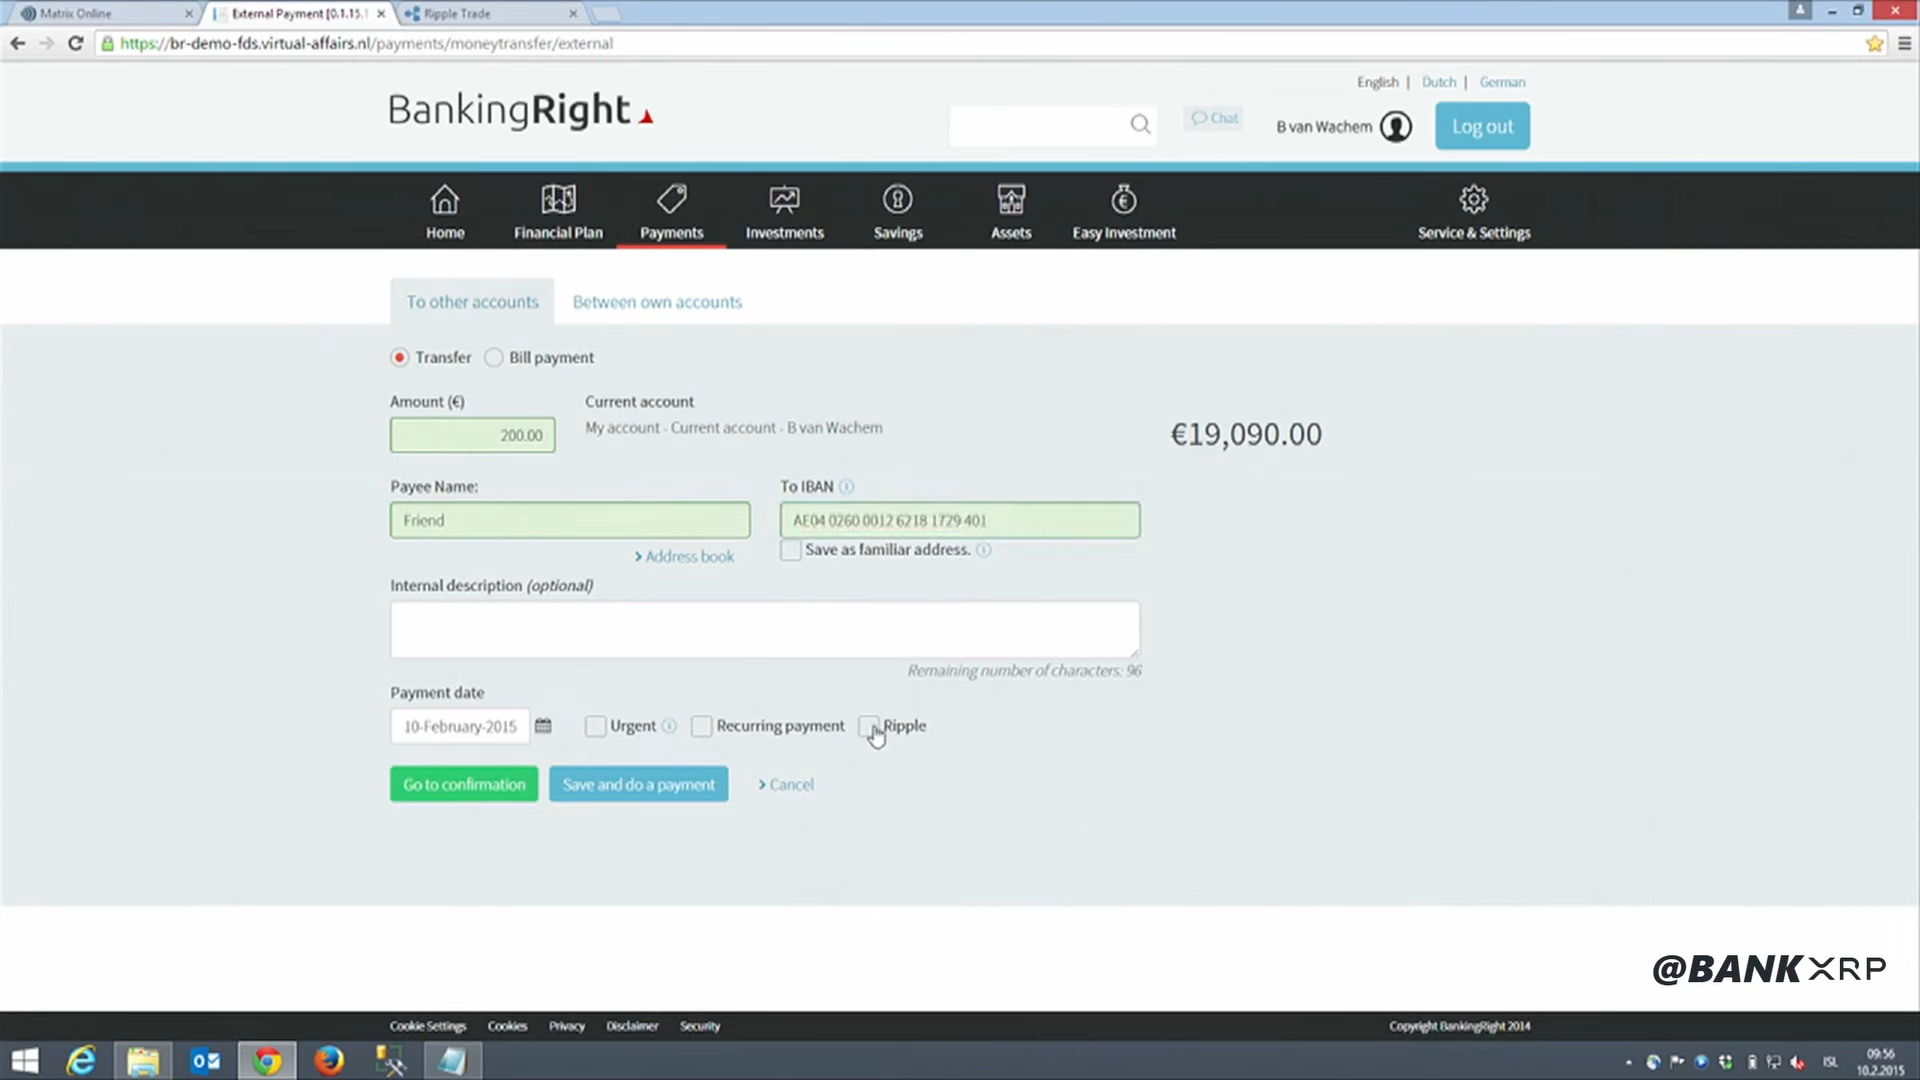 Matrix Online
External Payment [0.1.15.1
Ripple Trade
https://br-demo-fds.virtual-affairs.nl/payments/moneytransfer/external
English | Dutch | German
BankingRight
Chat
B van Wachem
Log out
Home
Financial Plan
Payments
Investments
Savings
Assets
Easy Investment
Service & Settings
To other accounts
Between own accounts
Transfer
Bill payment
Amount (€)
Current account
200.00
My account - Current account - B van Wachem
€19,090.00
Payee Name:
To IBAN
Friend
AE04 0260 0012 6218 1729 401
Save as familiar address.
> Address book
Internal description (optional)
Remaining number of characters: 96
Payment date
10-February-2015
Urgent
Recurring payment
Ripple
Go to confirmation
Save and do a payment
> Cancel
@BANKXRP
Cookie Settings
Cookies
Privacy
Disclaimer
Security
Copyright BankingRight 2014
ISL
09:56
10.2.2015